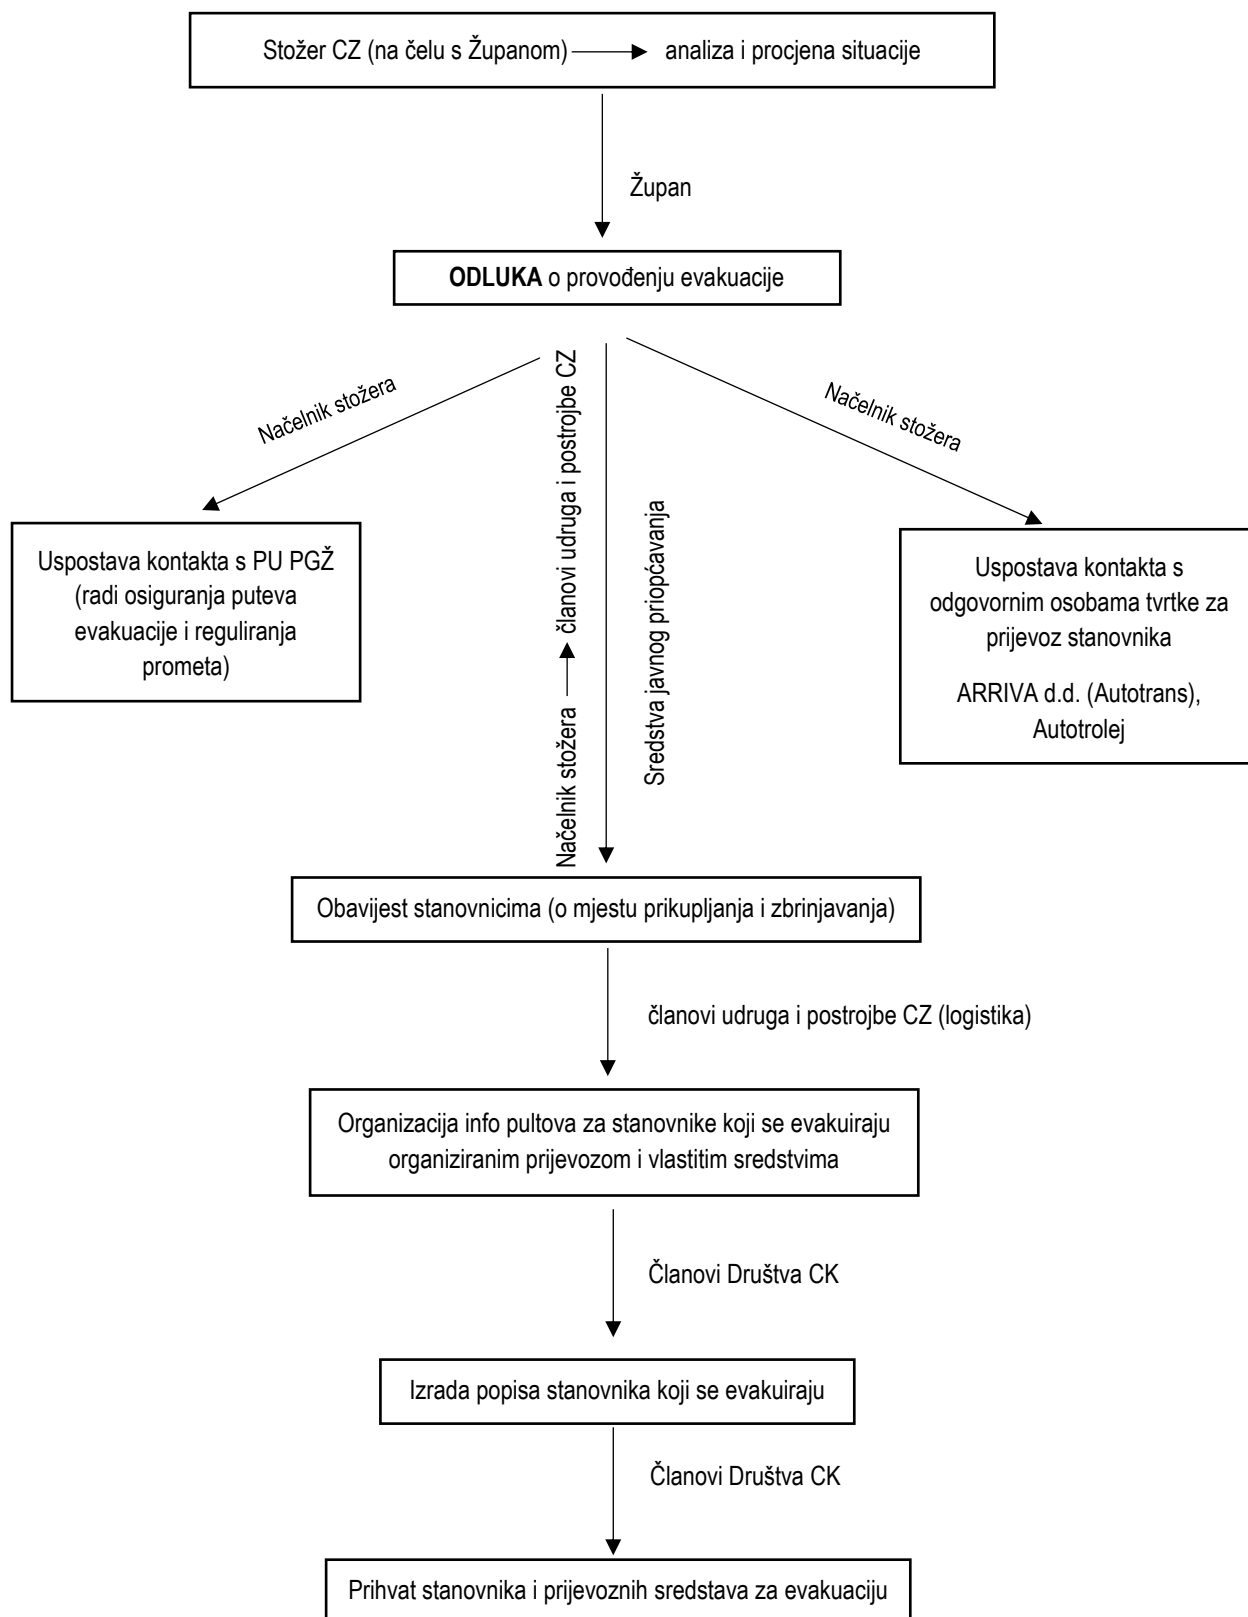 Stožer CZ (na čelu s Županom) analiza i procjena situacije
Župan
ODLUKA o provođenju evakuacije
Načelnik stožera
Načelnik stožera članovi udruga i postrojbe CZ
Sredstva javnog priopćavanja
Načelnik stožera
Uspostava kontakta s PU PGŽ
(radi osiguranja puteva
evakuacije i reguliranja
prometa)
Uspostava kontakta s
odgovornim osobama tvrtke za
prijevoz stanovnika
ARRIVA d.d. (Autotrans),
Autotrolej
Obavijest stanovnicima (o mjestu prikupljanja i zbrinjavanja)
članovi udruga i postrojbe CZ (logistika)
Organizacija info pultova za stanovnike koji se evakuiraju
organiziranim prijevozom i vlastitim sredstvima
Članovi Društva CK
Izrada popisa stanovnika koji se evakuiraju
Članovi Društva CK
Prihvat stanovnika i prijevoznih sredstava za evakuaciju